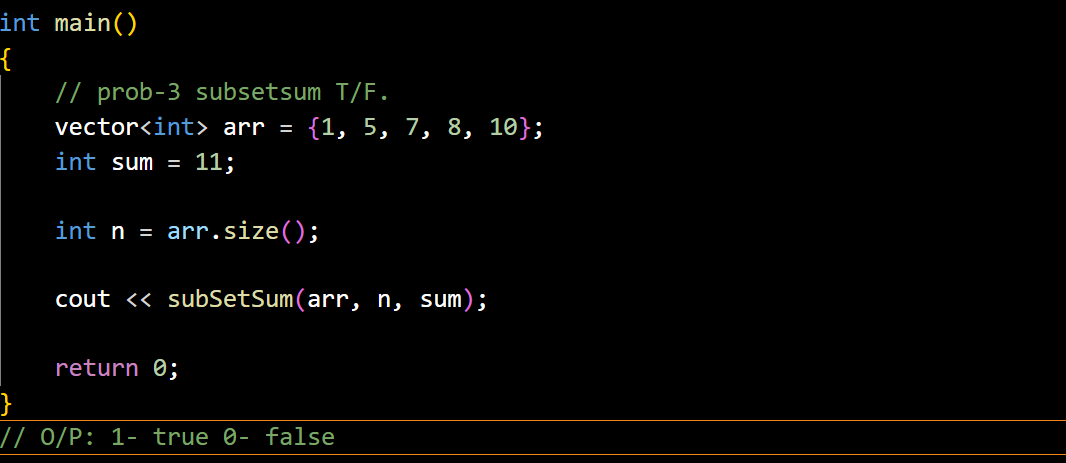 int main()
{
// prob-3 subsetsum T/F.
vector<int> arr = {1, 5, 7, 8, 10};
int sum = 11;
int n = arr.size();
cout << subSetSum(arr, n, sum);
return 0;
}
// O/P: 1- true 0- false